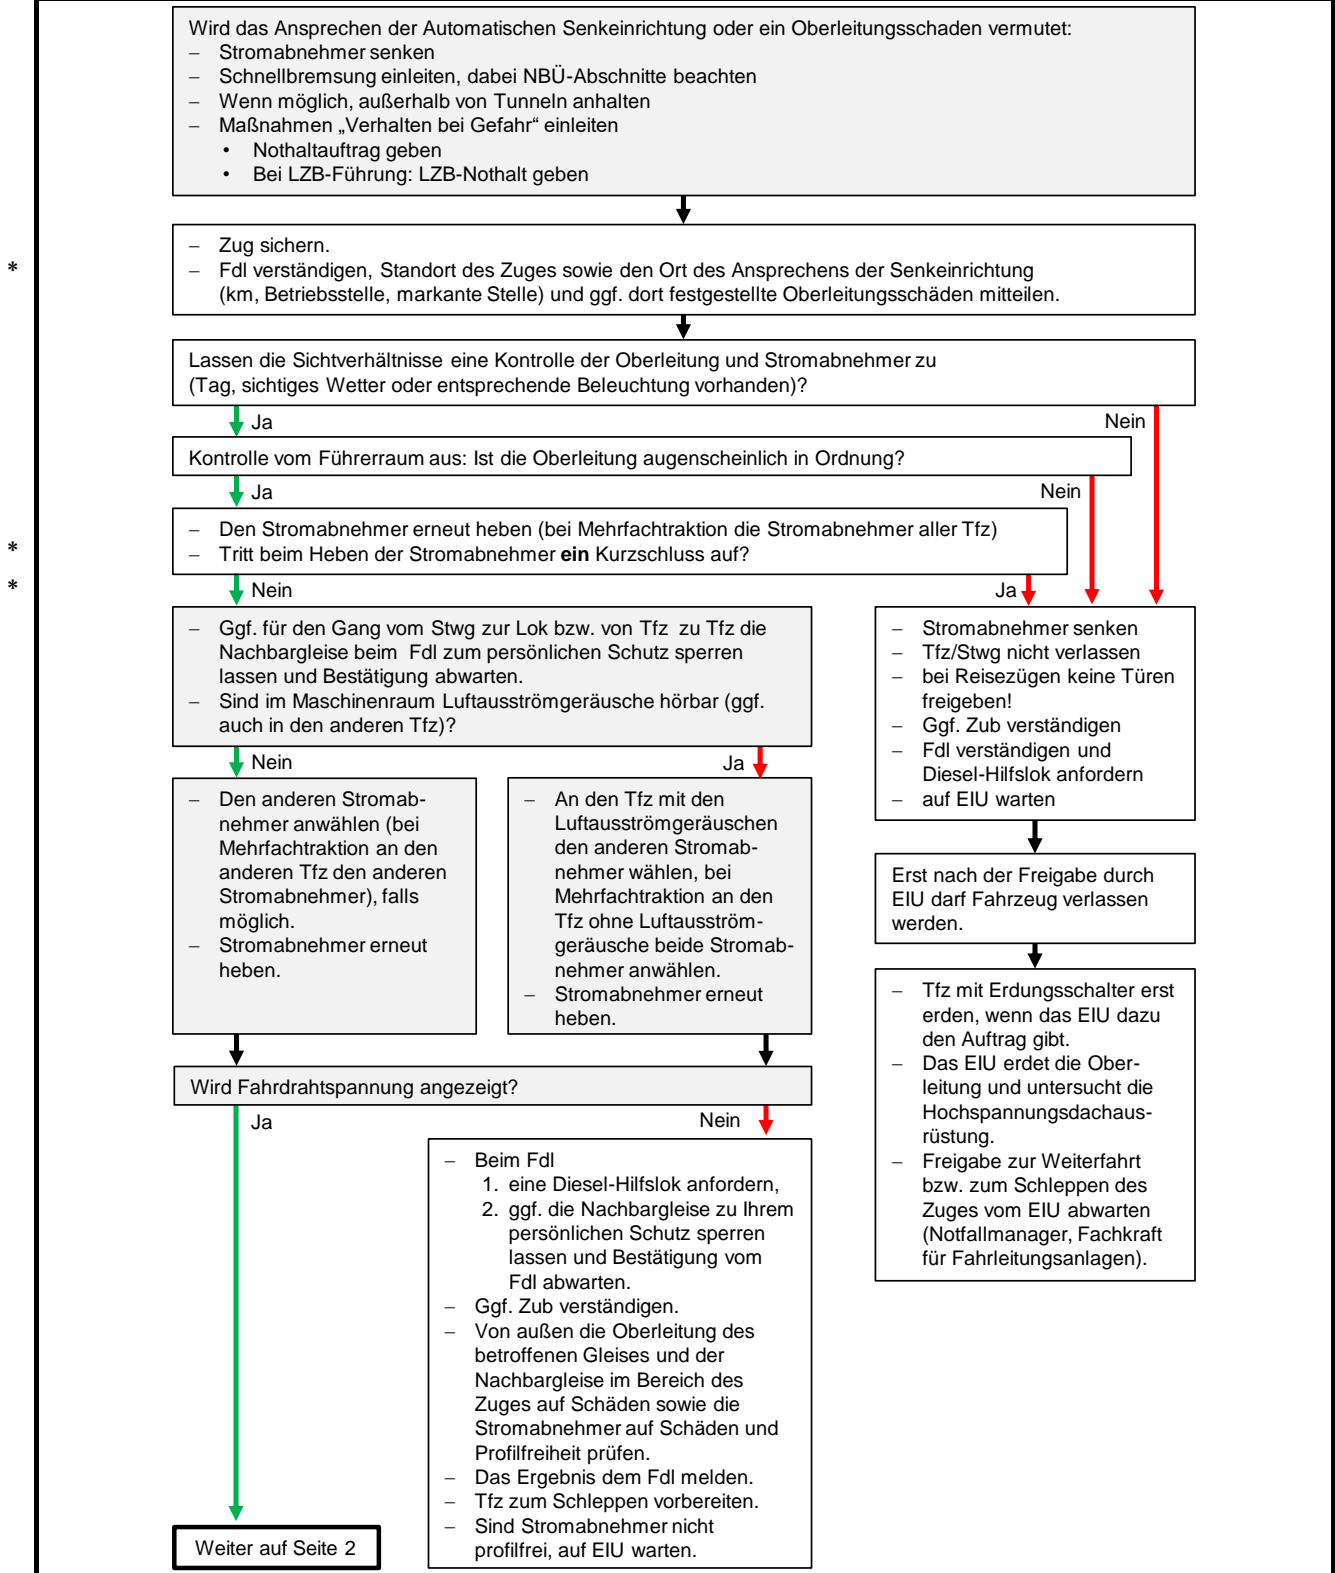 Wird das Ansprechen der Automatischen Senkeinrichtung oder ein Oberleitungsschaden vermutet:
– Stromabnehmer senken
– Schnellbremsung einleiten, dabei NBÜ-Abschnitte beachten
– Wenn möglich, außerhalb von Tunneln anhalten
– Maßnahmen „Verhalten bei Gefahr“ einleiten
• Nothaltauftrag geben
• Bei LZB-Führung: LZB-Nothalt geben
– Zug sichern.
* – Fdl verständigen, Standort des Zuges sowie den Ort des Ansprechens der Senkeinrichtung
(km, Betriebsstelle, markante Stelle) und ggf. dort festgestellte Oberleitungsschäden mitteilen.
Lassen die Sichtverhältnisse eine Kontrolle der Oberleitung und Stromabnehmer zu
(Tag, sichtiges Wetter oder entsprechende Beleuchtung vorhanden)?
Ja
Nein
Kontrolle vom Führerraum aus: Ist die Oberleitung augenscheinlich in Ordnung?
Ja
Nein
– Den Stromabnehmer erneut heben (bei Mehrfachtraktion die Stromabnehmer aller Tfz)
* – Tritt beim Heben der Stromabnehmer ein Kurzschluss auf?
* Nein
Ja
– Ggf. für den Gang vom Stwg zur Lok bzw. von Tfz zu Tfz die
Nachbargleise beim Fdl zum persönlichen Schutz sperren
lassen und Bestätigung abwarten.
– Sind im Maschinenraum Luftausströmgeräusche hörbar (ggf.
auch in den anderen Tfz)?
Nein
Ja
– Den anderen Stromab-
nehmer anwählen (bei
Mehrfachtraktion an den
anderen Tfz den anderen
Stromabnehmer), falls
möglich.
– Stromabnehmer erneut
heben.
– An den Tfz mit den
Luftausströmgeräuschen
den anderen Stromab-
nehmer wählen, bei
Mehrfachtraktion an den
Tfz ohne Luftausström-
geräusche beide Stromab-
nehmer anwählen.
– Stromabnehmer erneut
heben.
Wird Fahrdrahtspannung angezeigt?
Ja
Nein
– Beim Fdl
1. eine Diesel-Hilfslok anfordern,
2. ggf. die Nachbargleise zu Ihrem
persönlichen Schutz sperren
lassen und Bestätigung vom
Fdl abwarten.
– Ggf. Zub verständigen.
– Von außen die Oberleitung des
betroffenen Gleises und der
Nachbargleise im Bereich des
Zuges auf Schäden sowie die
Stromabnehmer auf Schäden und
Profilfreiheit prüfen.
– Das Ergebnis dem Fdl melden.
– Tfz zum Schleppen vorbereiten.
– Sind Stromabnehmer nicht
profilfrei, auf EIU warten.
Weiter auf Seite 2
– Stromabnehmer senken
– Tfz/Stwg nicht verlassen
– bei Reisezügen keine Türen
freigeben!
– Ggf. Zub verständigen
– Fdl verständigen und
Diesel-Hilfslok anfordern
– auf EIU warten
Erst nach der Freigabe durch
EIU darf Fahrzeug verlassen
werden.
– Tfz mit Erdungsschalter erst
erden, wenn das EIU dazu
den Auftrag gibt.
– Das EIU erdet die Ober-
leitung und untersucht die
Hochspannungsdachaus-
rüstung.
– Freigabe zur Weiterfahrt
bzw. zum Schleppen des
Zuges vom EIU abwarten
(Notfallmanager, Fachkraft
für Fahrleitungsanlagen).